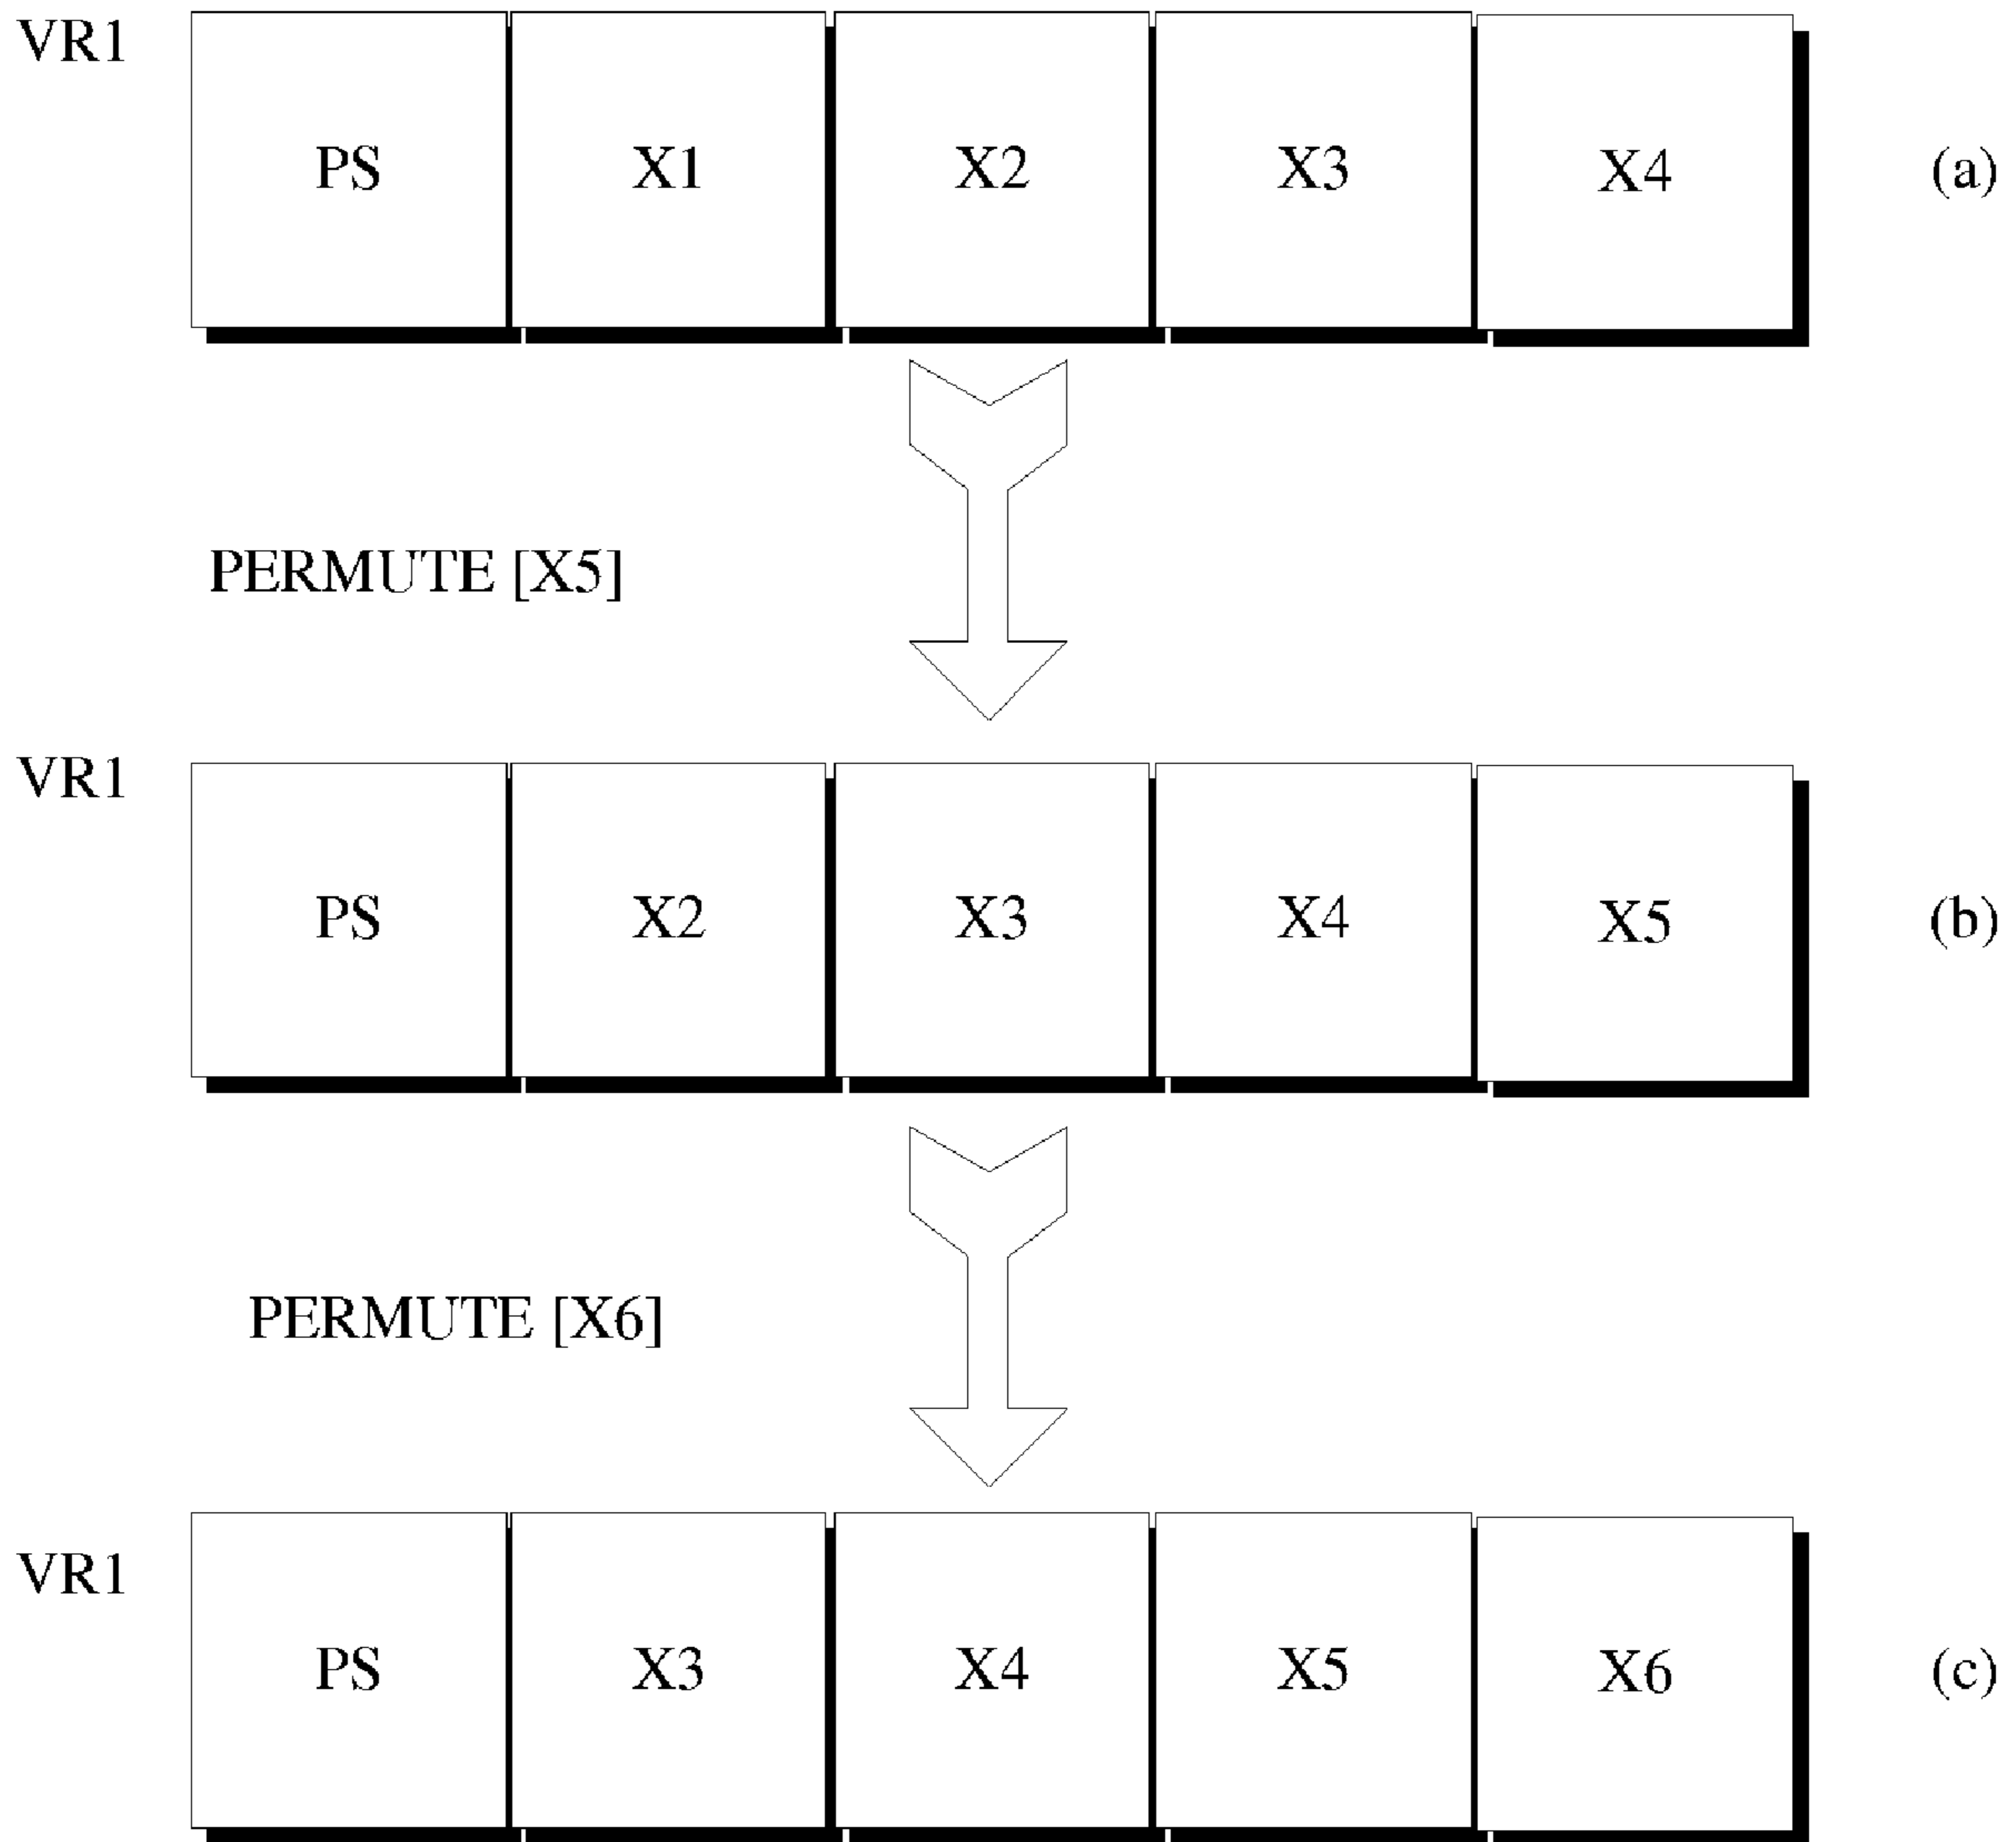 VR1
PS X1 X2 X3 X4 (a)
PERMUTE [X5]
VR1
PS X2 X3 X4 X5 (b)
PERMUTE [X6]
VR1
PS X3 X4 X5 X6 (c)